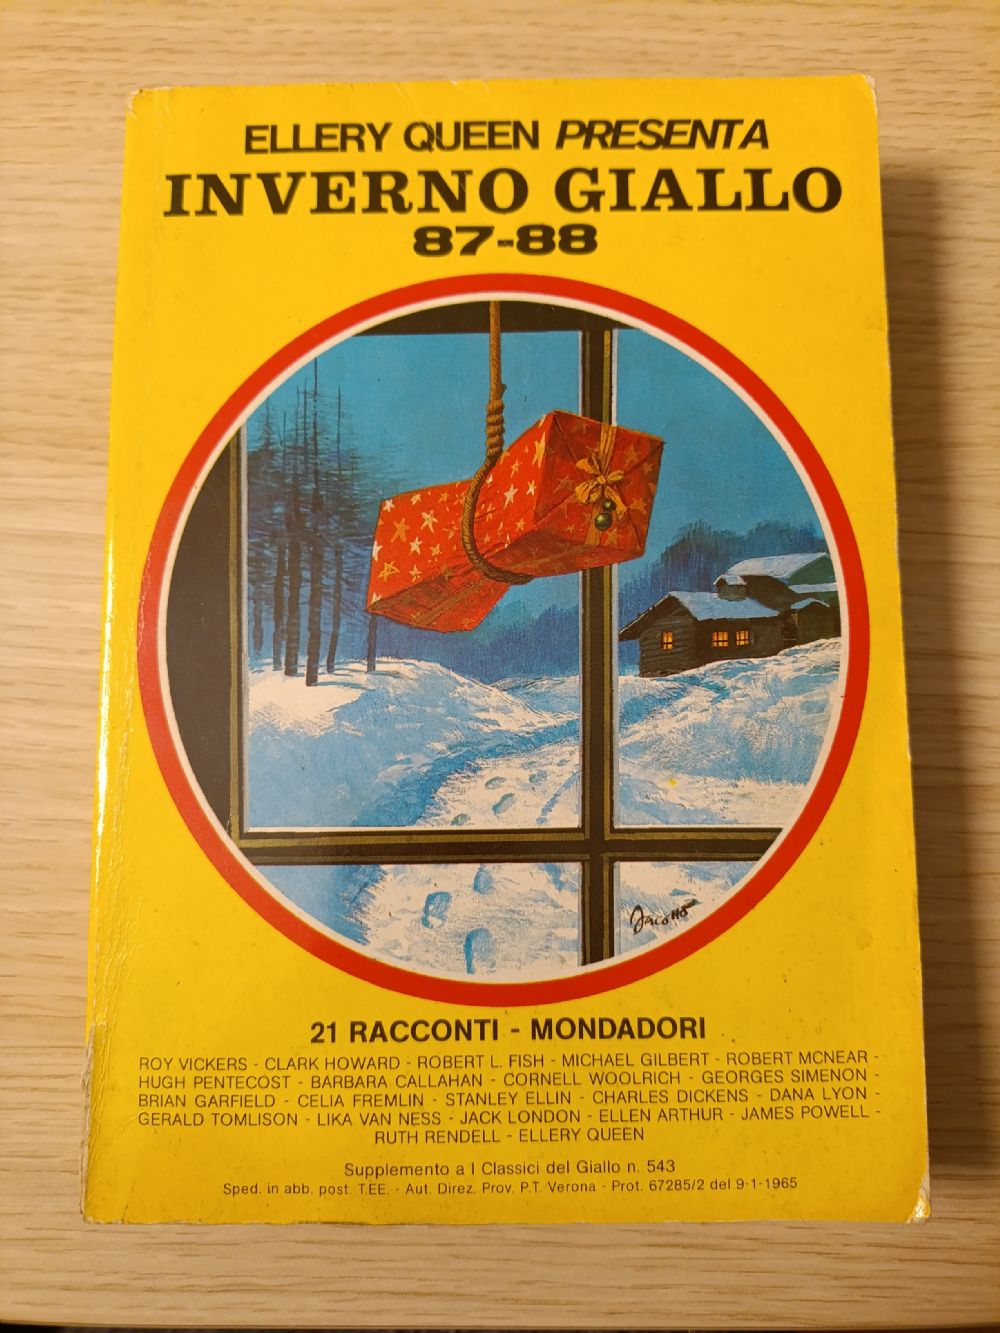 ELLERY QUEEN PRESENTA
INVERNO GIALLO
87-88
Jacono
21 RACCONTI - MONDADORI
ROY VICKERS - CLARK HOWARD - ROBERT L. FISH - MICHAEL GILBERT - ROBERT MCNEAR -
HUGH PENTECOST - BARBARA CALLAHAN - CORNELL WOOLRICH - GEORGES SIMENON -
BRIAN GARFIELD - CELIA FREMLIN - STANLEY ELLIN - CHARLES DICKENS - DANA LYON -
GERALD TOMLISON - LIKA VAN NESS - JACK LONDON - ELLEN ARTHUR - JAMES POWELL -
RUTH RENDELL - ELLERY QUEEN
Supplemento a I Classici del Giallo n. 543
Sped. in abb. post. T.EE. - Aut. Direz. Prov. P.T. Verona - Prot. 67285/2 del 9-1-1965